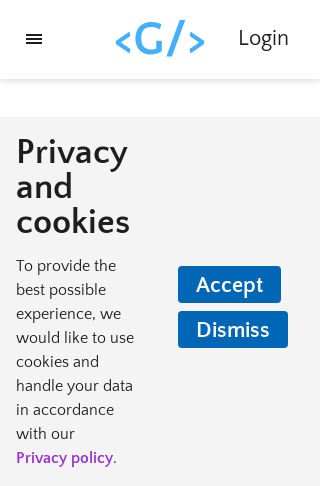 <G/>
Login
Privacy
and
cookies
To provide the
best possible
experience, we
would like to use
cookies and
handle your data
in accordance
with our
Privacy policy.
Accept
Dismiss